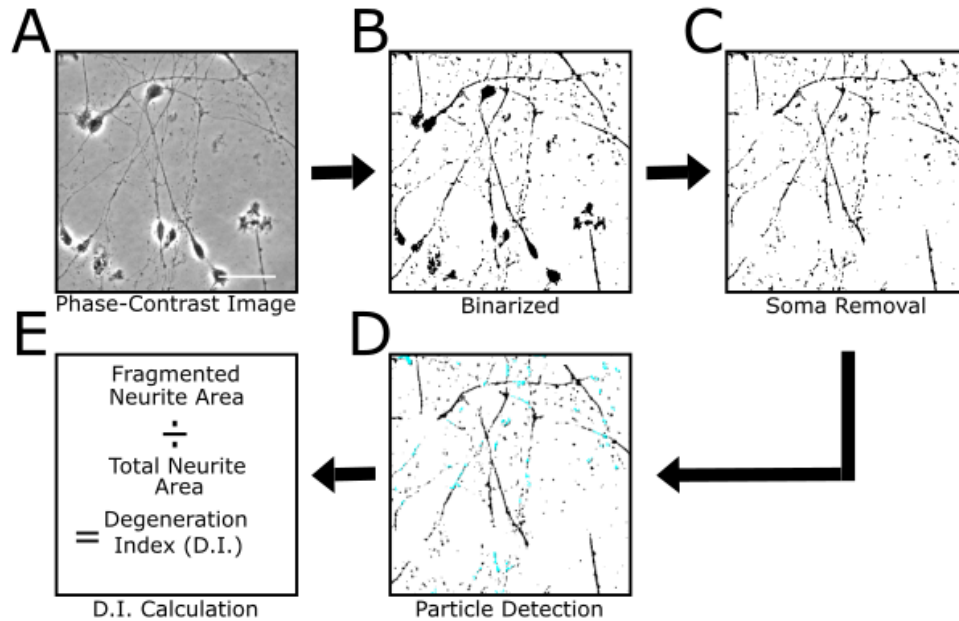 A
B
C
Phase-Contrast Image
Binarized
Soma Removal
E
D
Fragmented
Neurite Area
÷
Total Neurite
Area
= Degeneration
Index (D.I.)
D.I. Calculation
Particle Detection